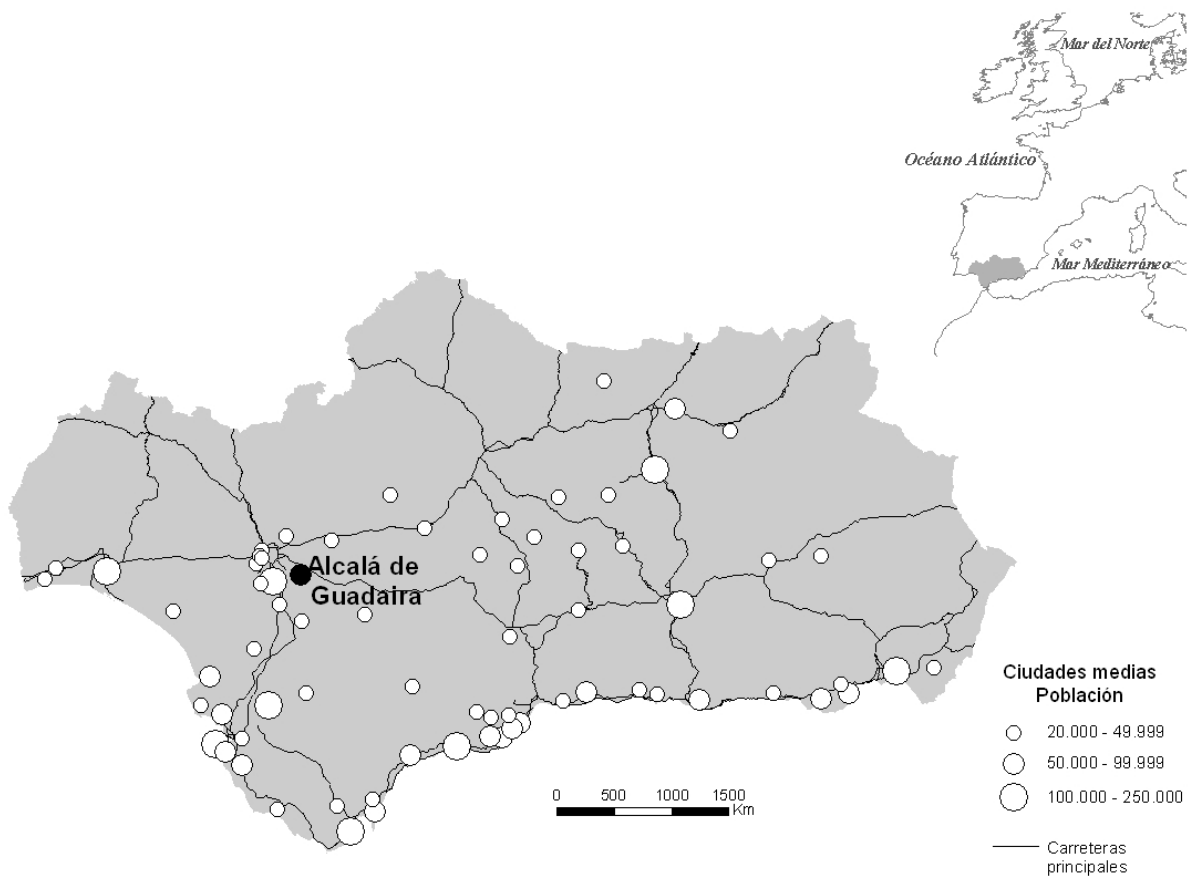 Mar del Norte
Océano Atlántico
Mar Mediterráneo
Alcalá de
Guadaira
Ciudades medias
Población
20.000 - 49.999
50.000 - 99.999
100.000 - 250.000
0 500 1000 1500
Km
Carreteras
principales